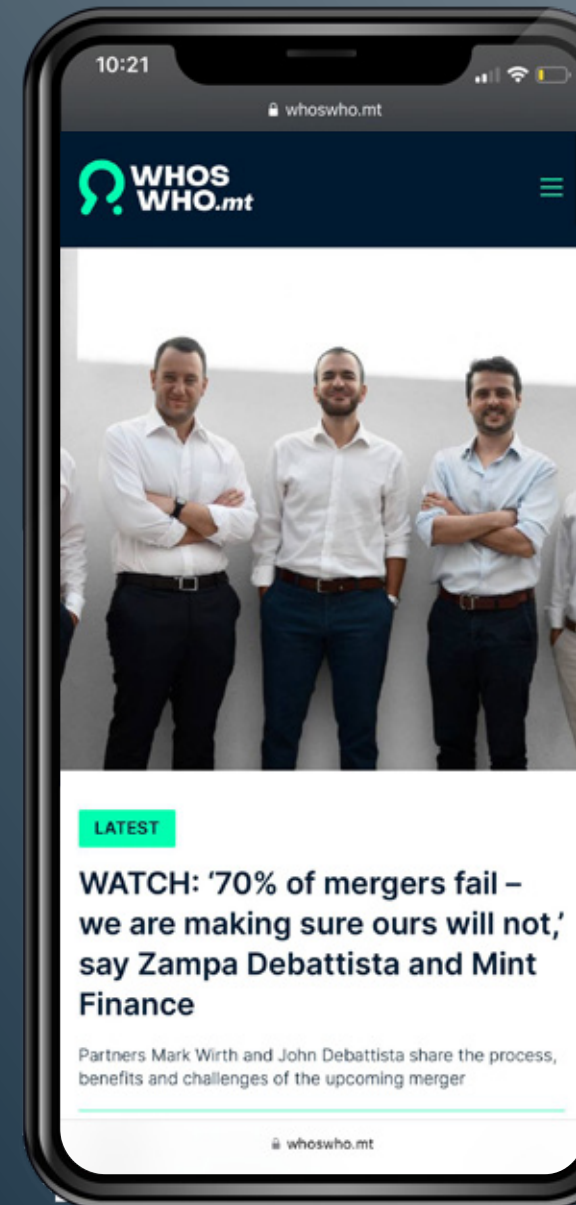 10:21
whoswho.mt
WHOS
WHO.mt
LATEST
WATCH: ‘70% of mergers fail –
we are making sure ours will not,’
say Zampa Debattista and Mint
Finance
Partners Mark Wirth and John Debattista share the process,
benefits and challenges of the upcoming merger
whoswho.mt